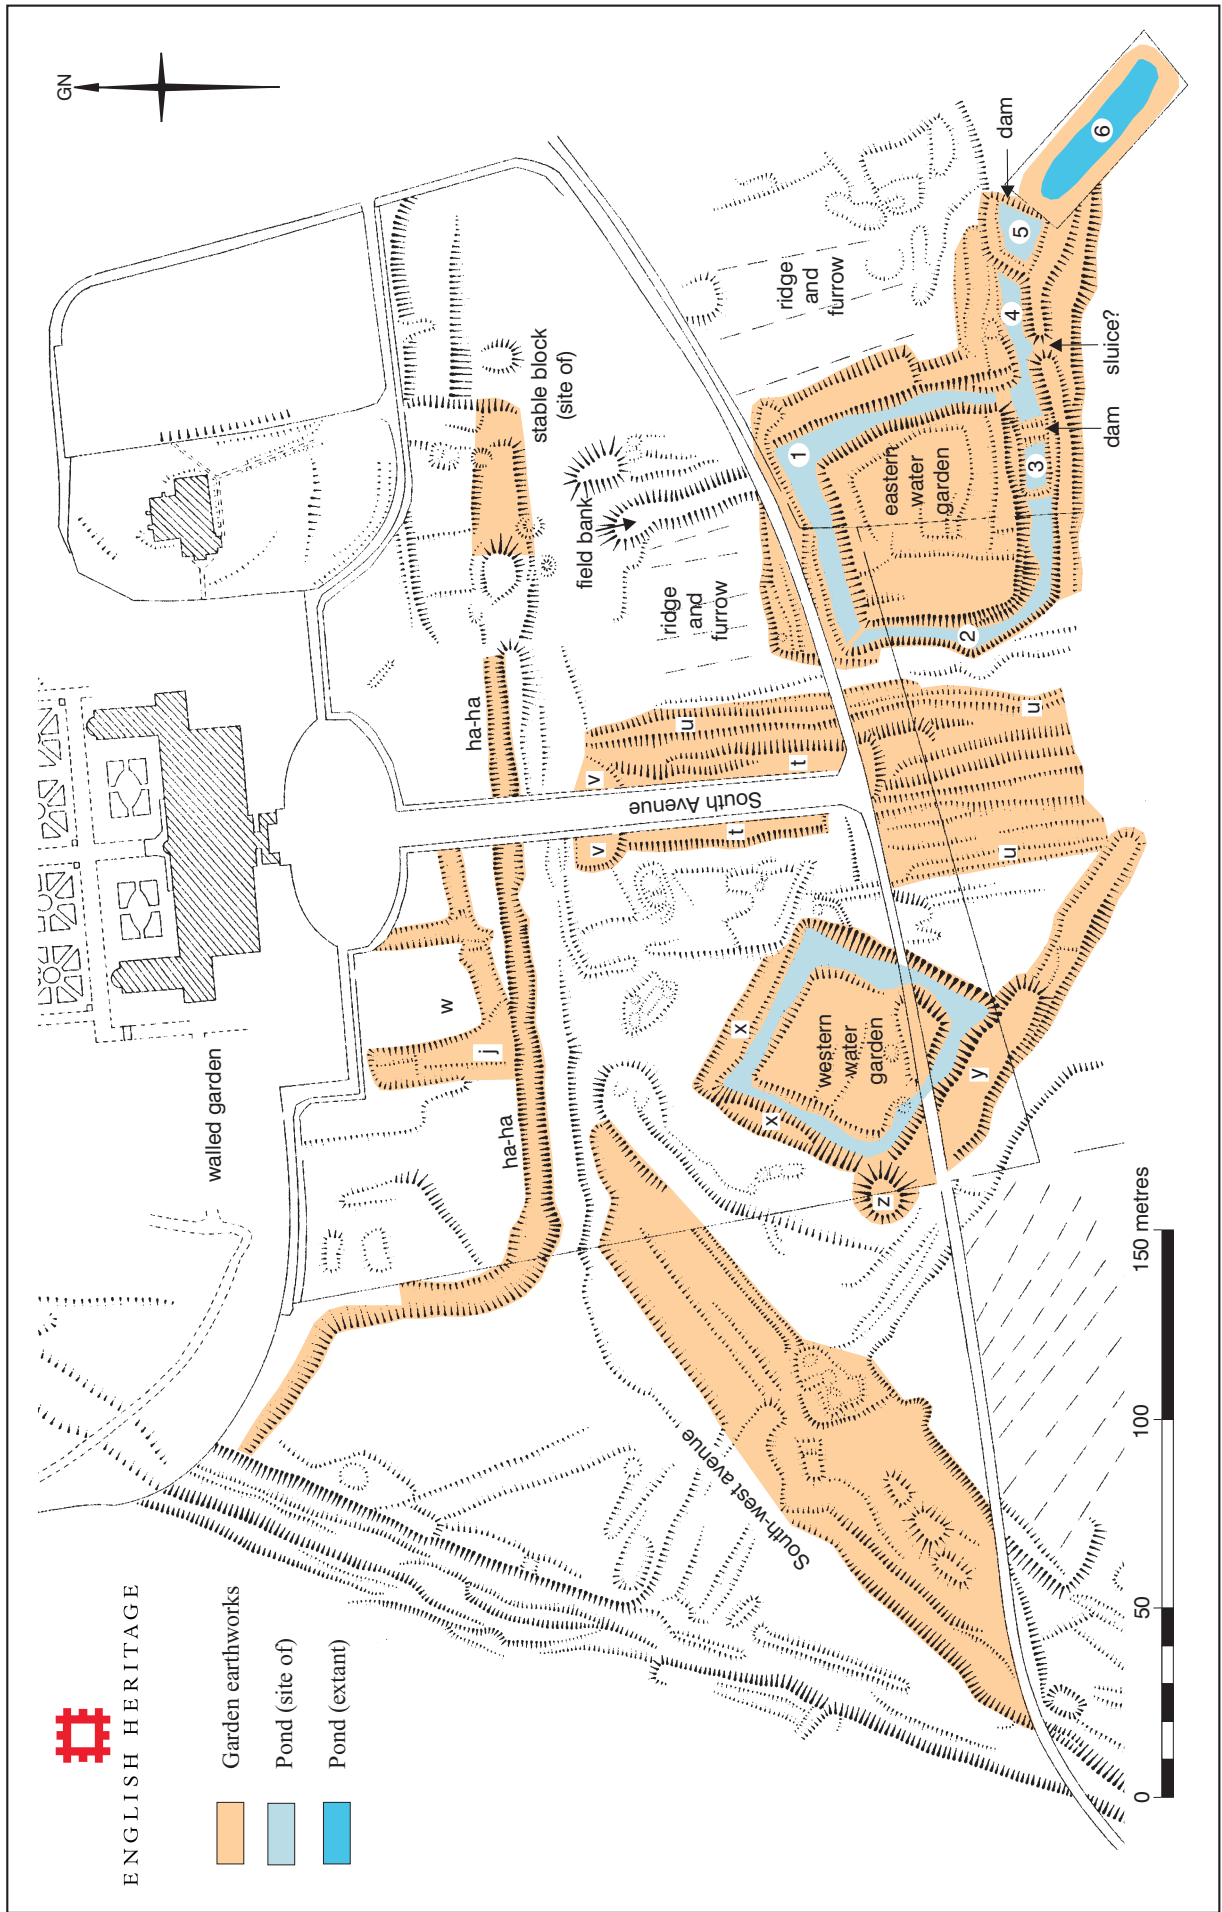 ENGLISH HERITAGE
Garden earthworks
Pond (site of)
Pond (extant)
GN
walled garden
w
j
ha-ha
ha-ha
stable block
(site of)
field bank
ridge
and
furrow
ridge
and
furrow
South Avenue
v
v
t
t
u
u
u
South-west avenue
x
x
y
z
western
water
garden
eastern
water
garden
1
2
3
4
5
6
dam
dam
sluice?
0
50
100
150 metres